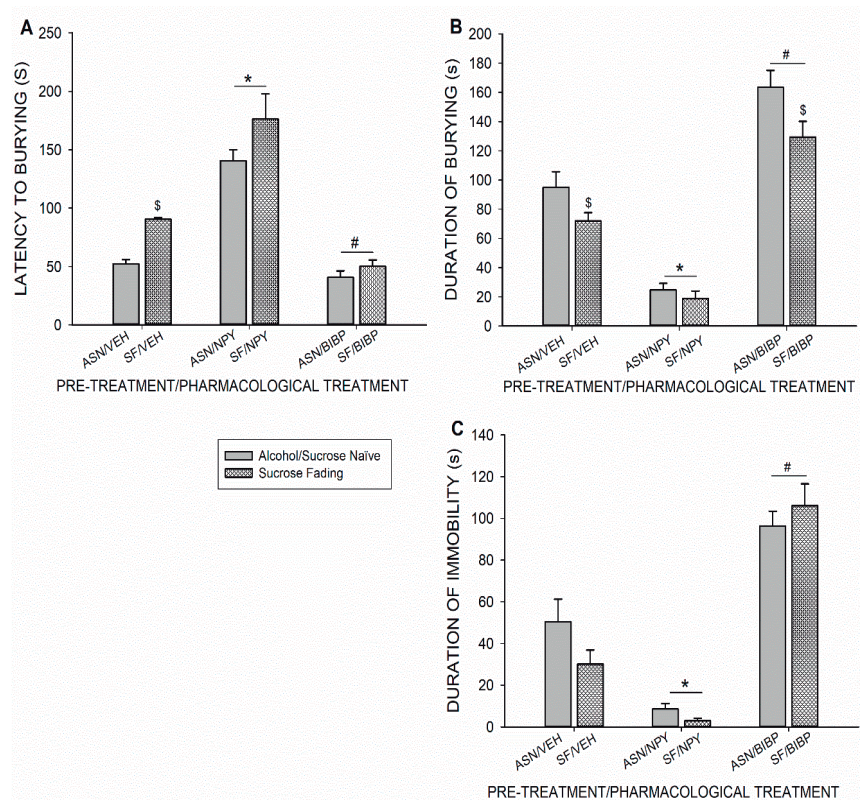 A
LATENCY TO BURYING (S)
250
200
150
100
50
0
$
*
#
ASN/VEH
SF/VEH
ASN/NPY
SF/NPY
ASN/BIBP
SF/BIBP
PRE-TREATMENT/PHARMACOLOGICAL TREATMENT
B
DURATION OF BURYING (s)
200
180
160
140
120
100
80
60
40
20
0
$
*
#
$
ASN/VEH
SF/VEH
ASN/NPY
SF/NPY
ASN/BIBP
SF/BIBP
PRE-TREATMENT/PHARMACOLOGICAL TREATMENT
Alcohol/Sucrose Naïve
Sucrose Fading
C
DURATION OF IMMOBILITY (s)
140
120
100
80
60
40
20
0
*
#
ASN/VEH
SF/VEH
ASN/NPY
SF/NPY
ASN/BIBP
SF/BIBP
PRE-TREATMENT/PHARMACOLOGICAL TREATMENT